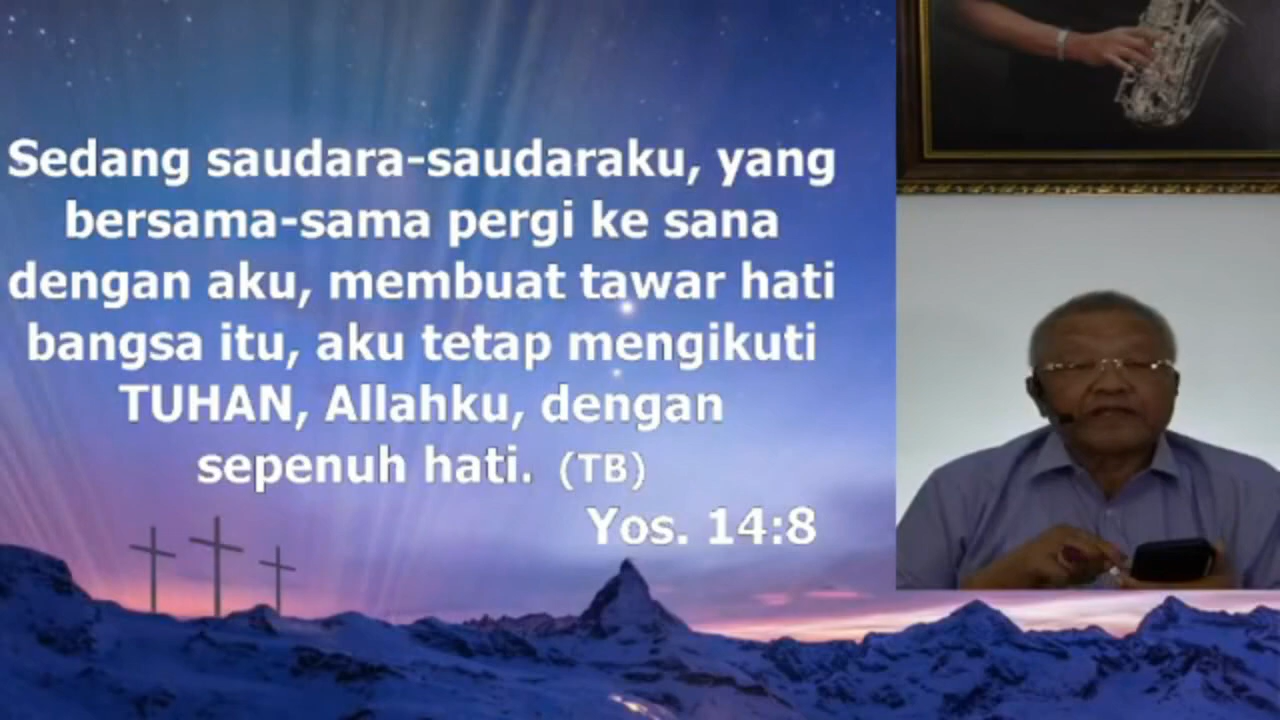 Sedang saudara-saudaraku, yang
bersama-sama pergi ke sana
dengan aku, membuat tawar hati
bangsa itu, aku tetap mengikuti
TUHAN, Allahku, dengan
sepenuh hati. (TB)
Yos. 14:8